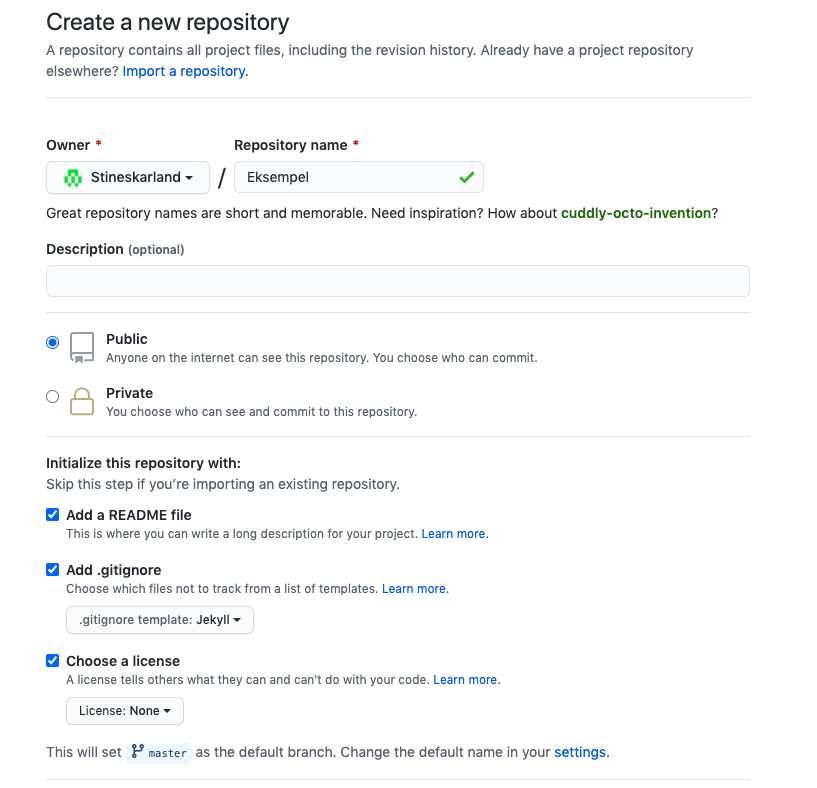 Create a new repository
A repository contains all project files, including the revision history. Already have a project repository
elsewhere? Import a repository.
Owner * Repository name *
Stineskarland / Eksempel
Great repository names are short and memorable. Need inspiration? How about cuddly-octo-invention?
Description (optional)
Public
Anyone on the internet can see this repository. You choose who can commit.
Private
You choose who can see and commit to this repository.
Initialize this repository with:
Skip this step if you’re importing an existing repository.
Add a README file
This is where you can write a long description for your project. Learn more.
Add .gitignore
Choose which files not to track from a list of templates. Learn more.
.gitignore template: Jekyll
Choose a license
A license tells others what they can and can't do with your code. Learn more.
License: None
This will set master as the default branch. Change the default name in your settings.